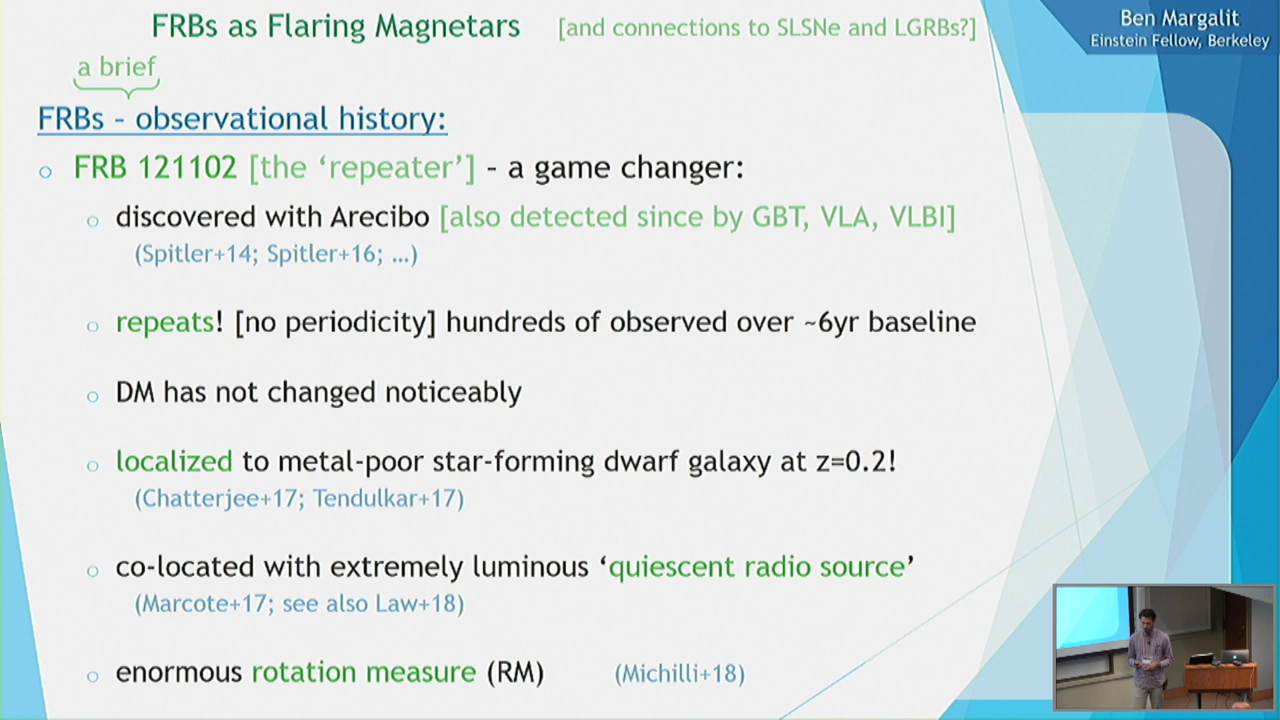 FRBs as Flaring Magnetars [and connections to SLSNe and LGRBs?]
Ben Margalit
Einstein Fellow, Berkeley
a brief
FRBs - observational history:
FRB 121102 [the ‘repeater’] - a game changer:
discovered with Arecibo [also detected since by GBT, VLA, VLBI]
(Spitler+14; Spitler+16; …)
repeats! [no periodicity] hundreds of observed over ~6yr baseline
DM has not changed noticeably
localized to metal-poor star-forming dwarf galaxy at z=0.2!
(Chatterjee+17; Tendulkar+17)
co-located with extremely luminous ‘quiescent radio source’
(Marcote+17; see also Law+18)
enormous rotation measure (RM) (Michilli+18)